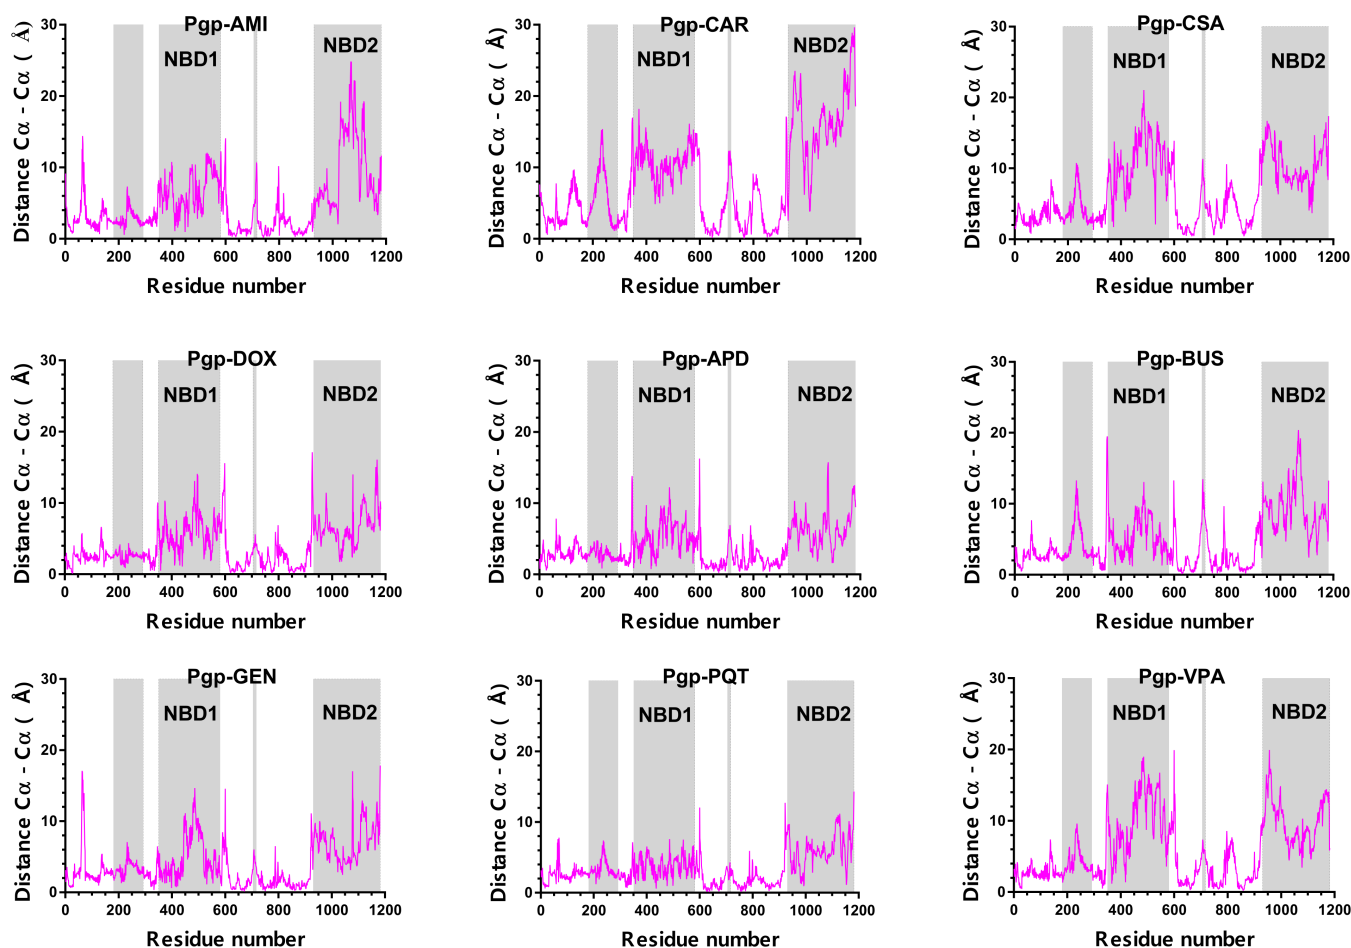 Pgp-AMI
Distance Cα - Cα ( Å)
30
20
10
0
NBD1
NBD2
0 200 400 600 800 1000 1200
Residue number
Pgp-CAR
Distance Cα - Cα ( Å)
30
20
10
0
NBD1
NBD2
0 200 400 600 800 1000 1200
Residue number
Pgp-CSA
Distance Cα - Cα ( Å)
30
20
10
0
NBD1
NBD2
0 200 400 600 800 1000 1200
Residue number
Pgp-DOX
Distance Cα - Cα ( Å)
30
20
10
0
NBD1
NBD2
0 200 400 600 800 1000 1200
Residue number
Pgp-APD
Distance Cα - Cα ( Å)
30
20
10
0
NBD1
NBD2
0 200 400 600 800 1000 1200
Residue number
Pgp-BUS
Distance Cα - Cα ( Å)
30
20
10
0
NBD1
NBD2
0 200 400 600 800 1000 1200
Residue number
Pgp-GEN
Distance Cα - Cα ( Å)
30
20
10
0
NBD1
NBD2
0 200 400 600 800 1000 1200
Residue number
Pgp-PQT
Distance Cα - Cα ( Å)
30
20
10
0
NBD1
NBD2
0 200 400 600 800 1000 1200
Residue number
Pgp-VPA
Distance Cα - Cα ( Å)
30
20
10
0
NBD1
NBD2
0 200 400 600 800 1000 1200
Residue number